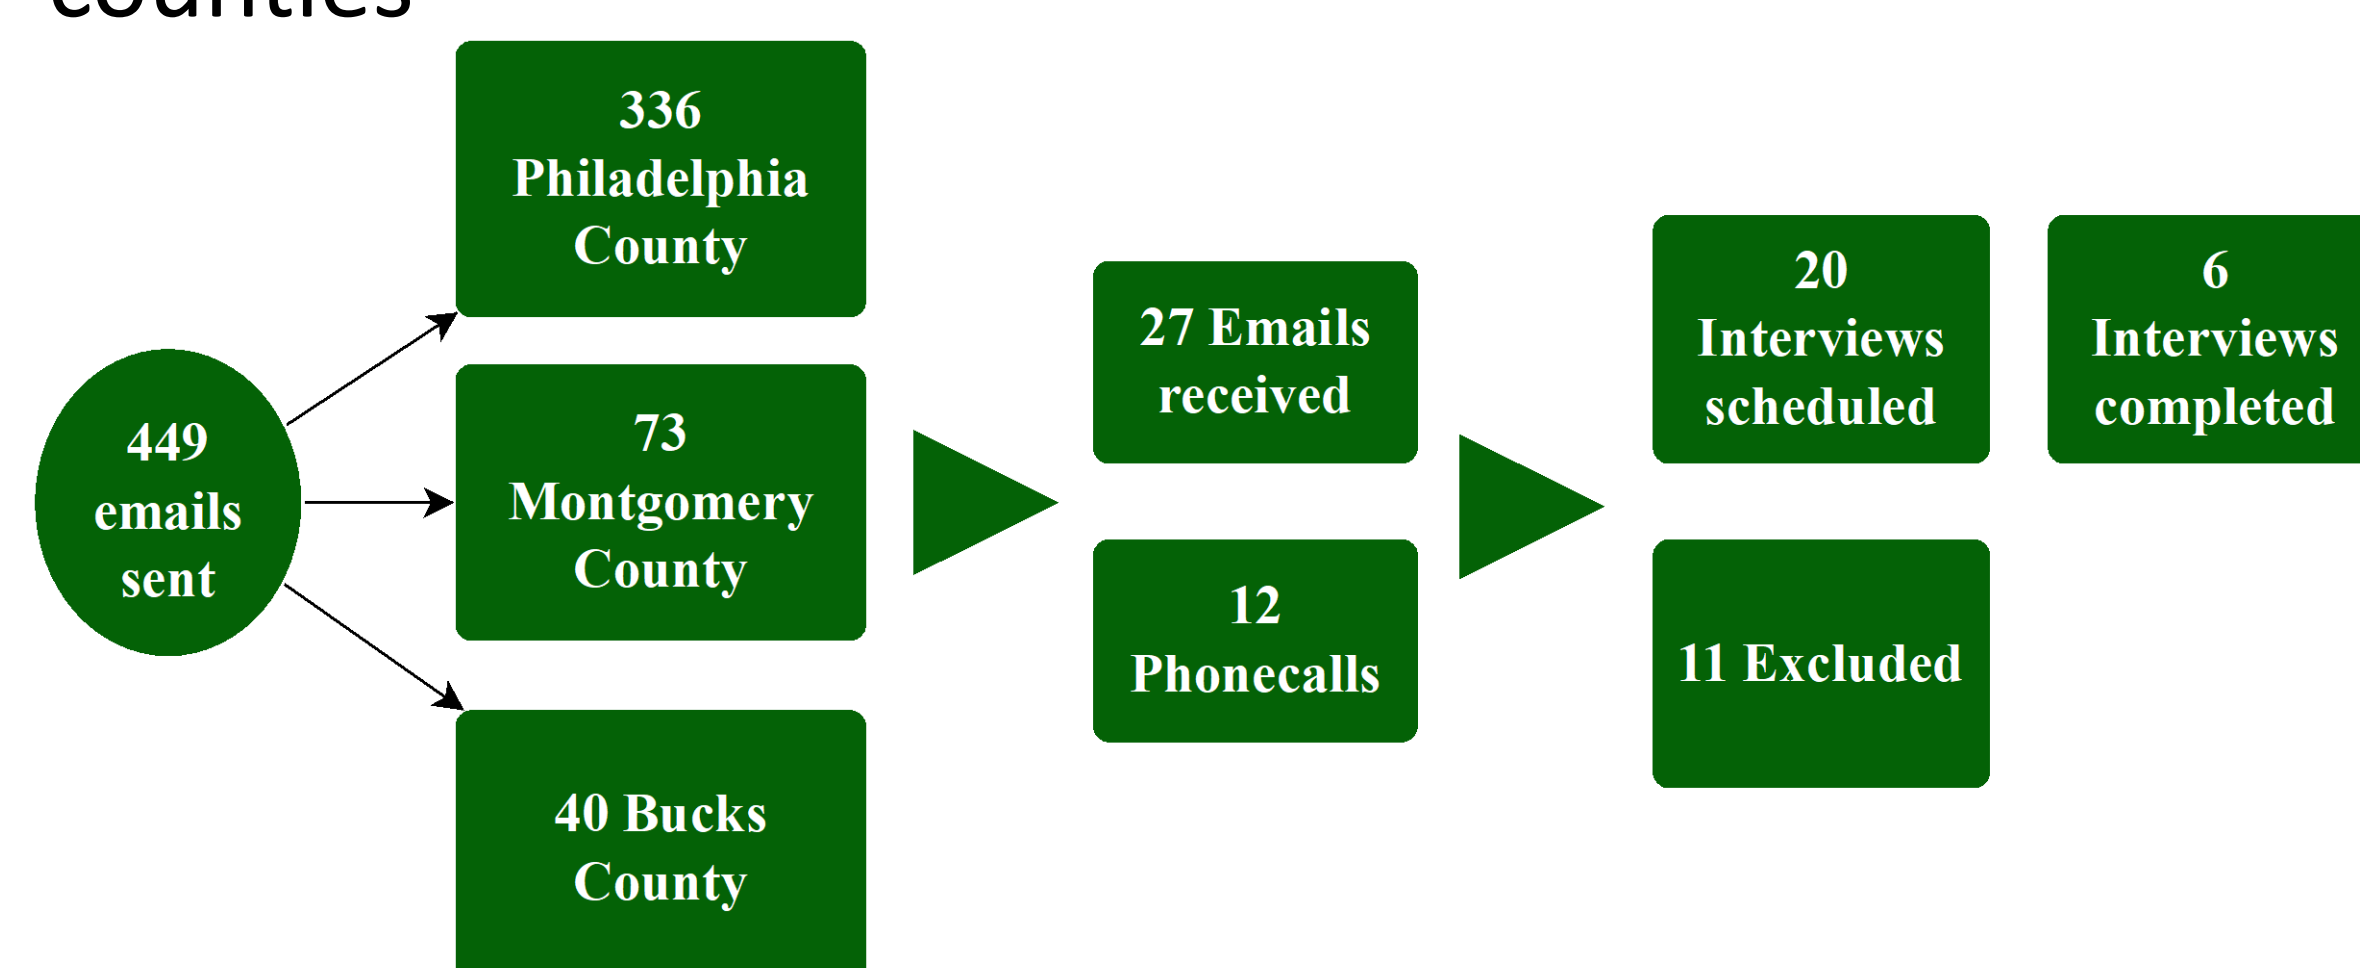 counties
449
emails
sent
336
Philadelphia
County
73
Montgomery
County
40 Bucks
County
27 Emails
received
12
Phonecalls
20
Interviews
scheduled
11 Excluded
6
Interviews
completed